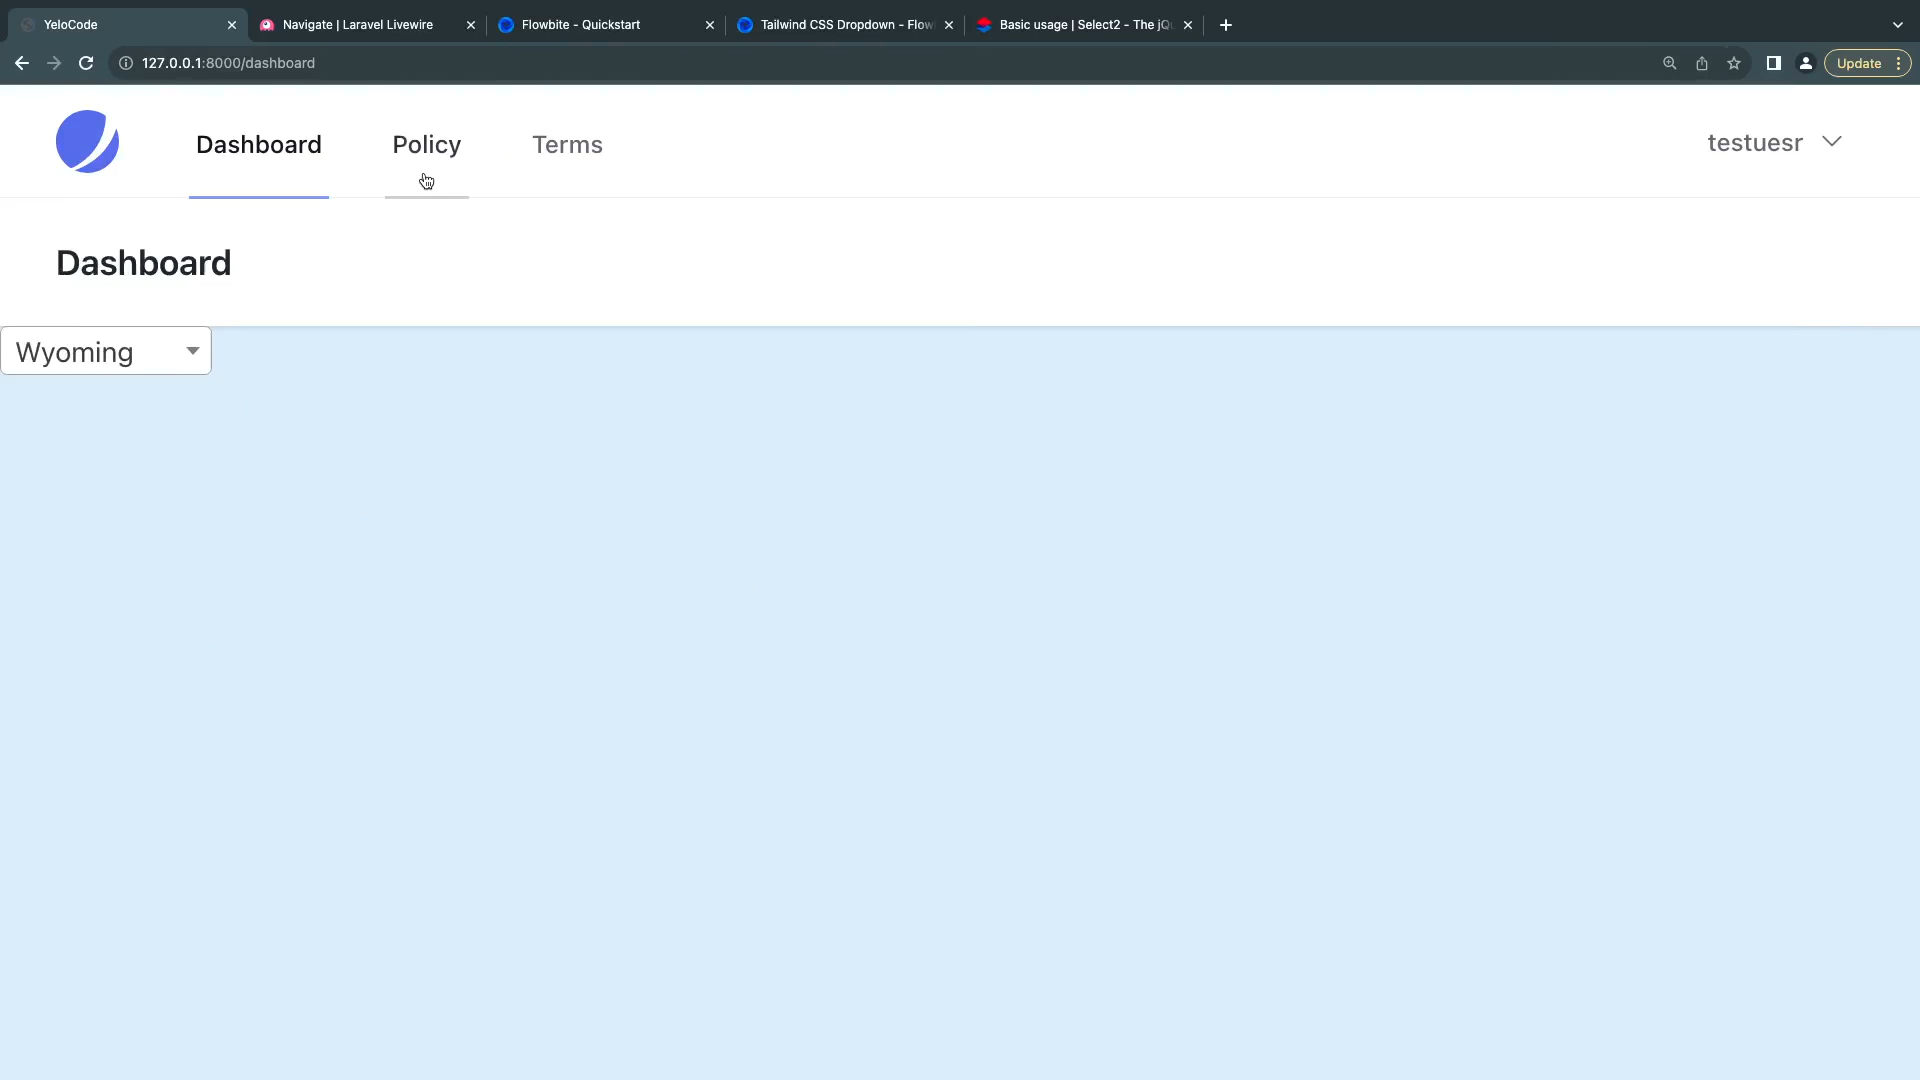 YeloCode
Navigate | Laravel Livewire
Flowbite - Quickstart
Tailwind CSS Dropdown - Flow
Basic usage | Select2 - The jQ
127.0.0.1:8000/dashboard
Update
Dashboard
Policy
Terms
testuesr
Dashboard
Wyoming